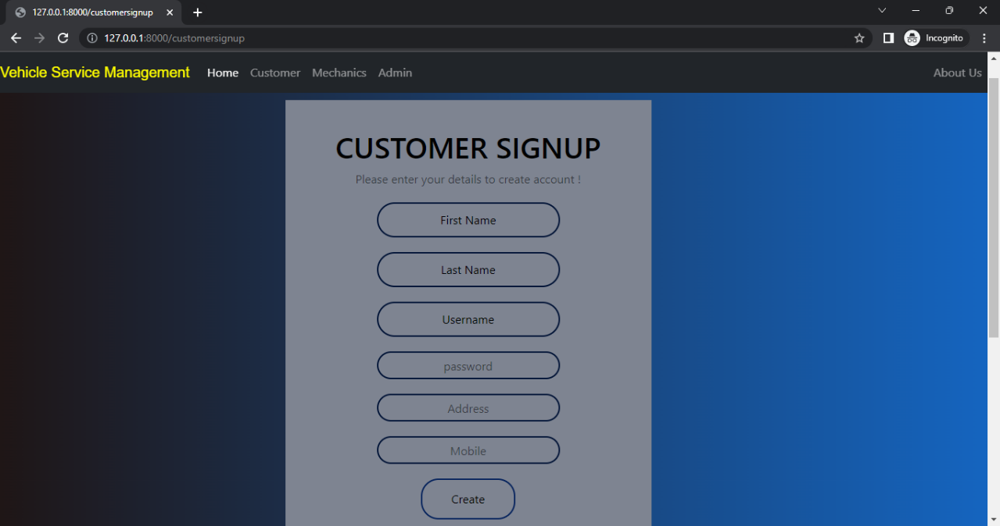 127.0.0.1:8000/customersignup
127.0.0.1:8000/customersignup
Incognito
Vehicle Service Management Home Customer Mechanics Admin About Us
CUSTOMER SIGNUP
Please enter your details to create account !
First Name
Last Name
Username
password
Address
Mobile
Create